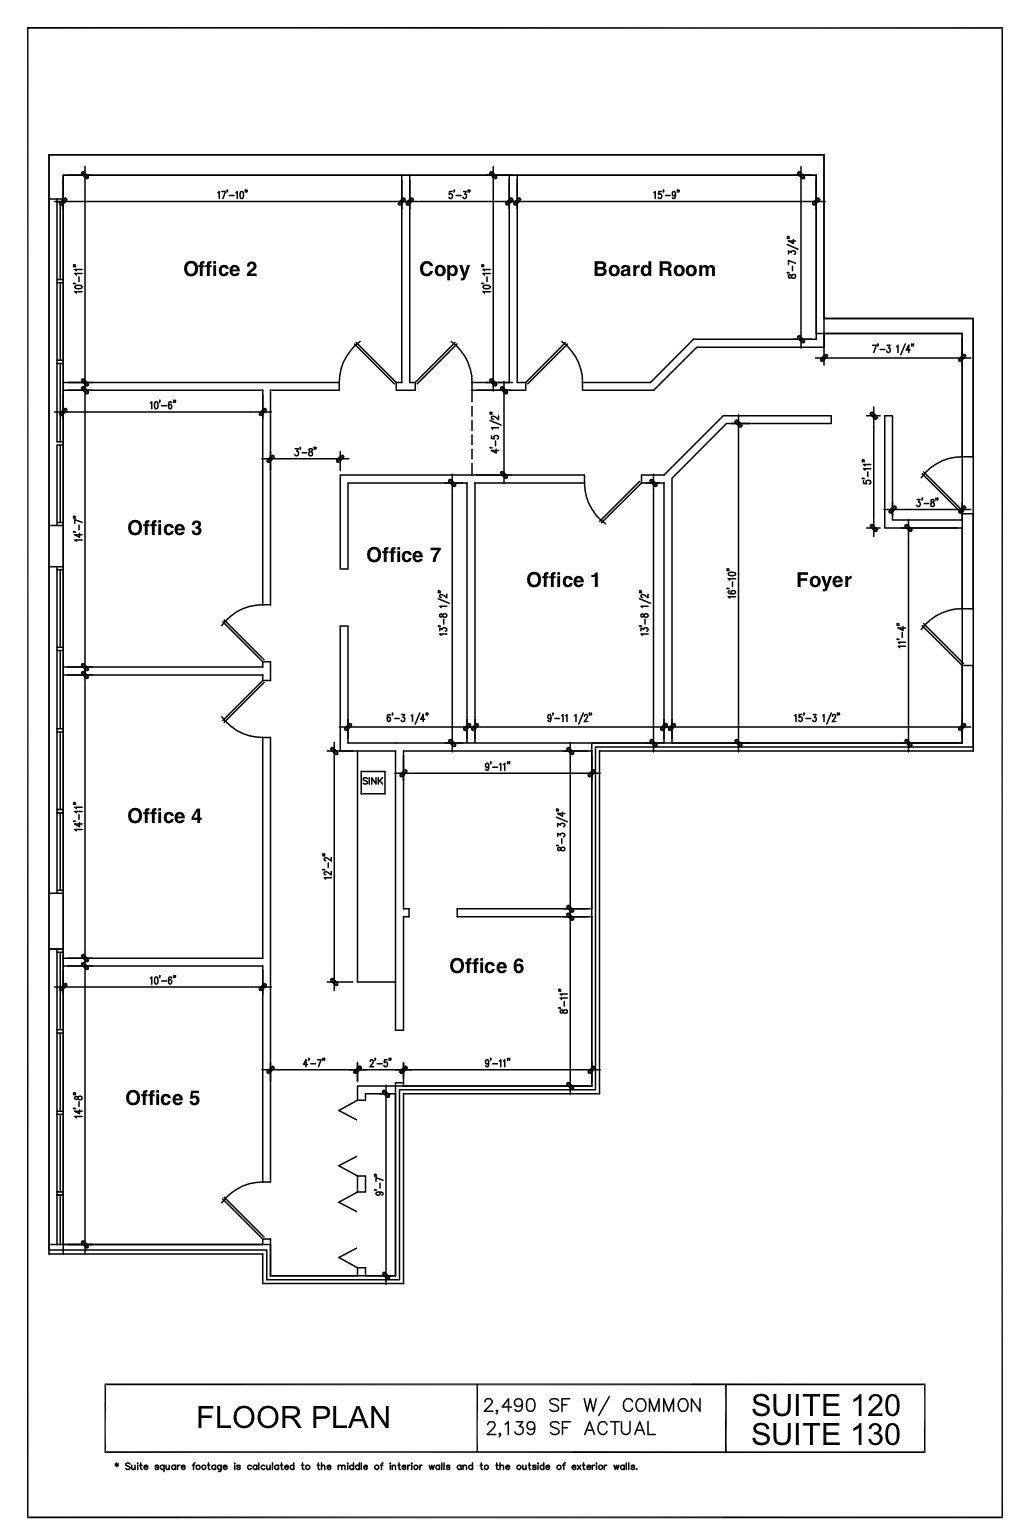 17'-10"
5'-3"
15'-9"
10'-11"
Office 2
Copy
10'-11"
Board Room
8'-7 3/4"
7'-3 1/4"
10'-6"
4'-5 1/2"
3'-8"
5'-11"
3'-8"
14'-7"
Office 3
Office 7
Office 1
16'-10"
Foyer
13'-8 1/2"
13'-8 1/2"
11'-4"
6'-3 1/4"
9'-11 1/2"
15'-3 1/2"
SINK
9'-11"
14'-11"
Office 4
12'-2"
8'-3 3/4"
Office 6
10'-6"
8'-11"
4'-7"
2'-5"
9'-11"
14'-8"
Office 5
9'-7"
FLOOR PLAN
2,490 SF W/ COMMON
2,139 SF ACTUAL
SUITE 120
SUITE 130
* Suite square footage is calculated to the middle of interior walls and to the outside of exterior walls.